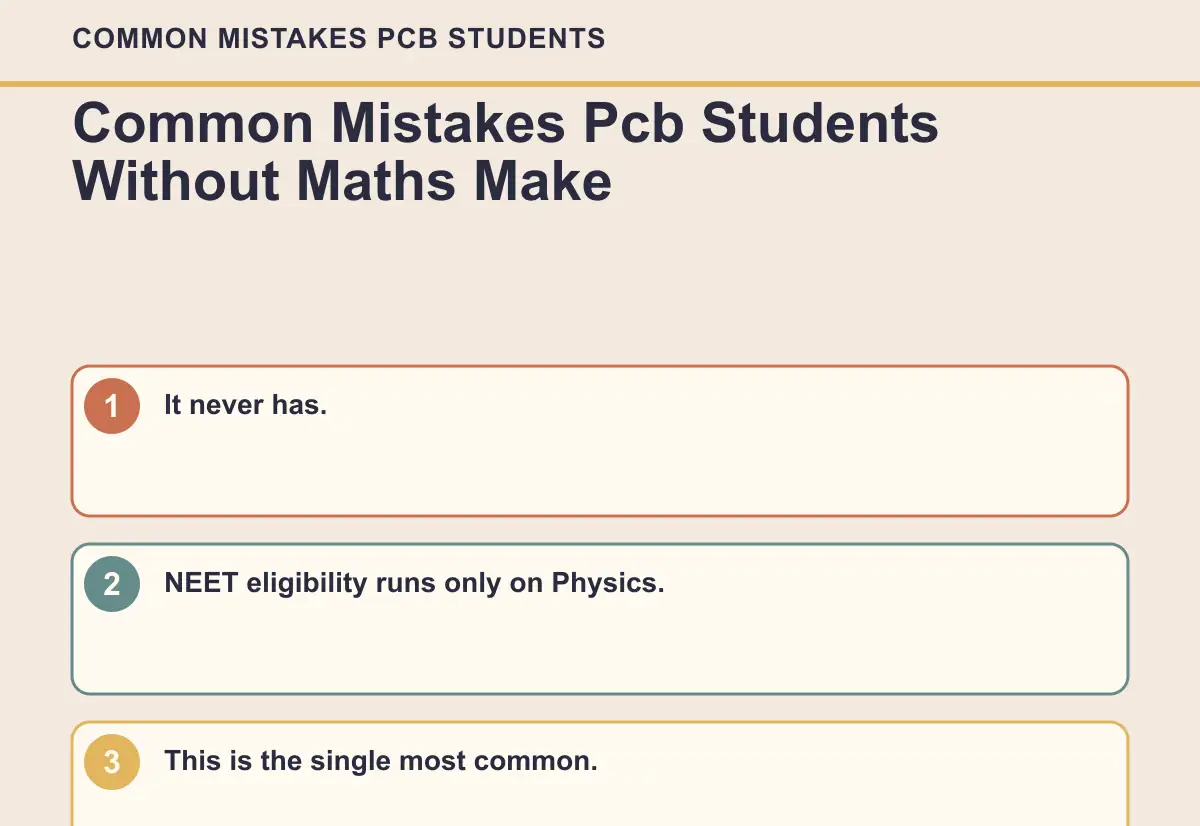 COMMON MISTAKES PCB STUDENTS
Common Mistakes Pcb Students
Without Maths Make
1 It never has.
2 NEET eligibility runs only on Physics.
3 This is the single most common.